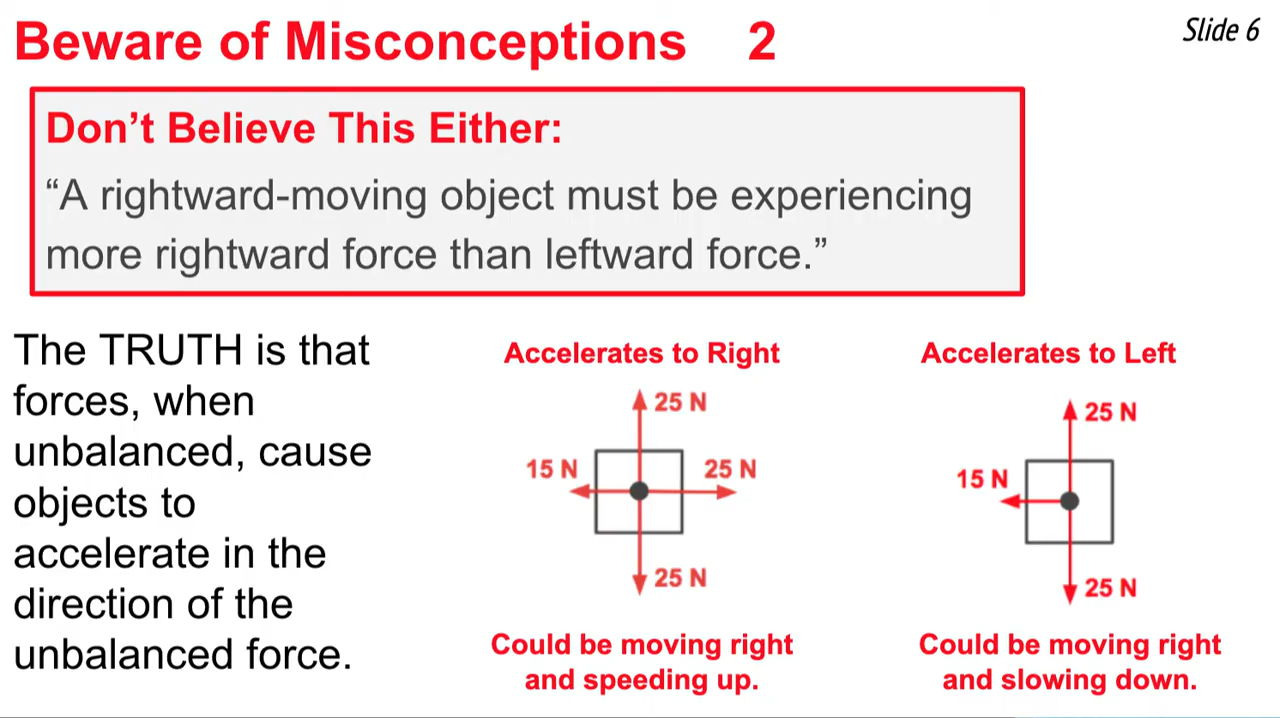 Beware of Misconceptions 2
Slide 6
Don’t Believe This Either:
“A rightward-moving object must be experiencing
more rightward force than leftward force.”
The TRUTH is that
forces, when
unbalanced, cause
objects to
accelerate in the
direction of the
unbalanced force.
Accelerates to Right
25 N
15 N
25 N
25 N
Could be moving right
and speeding up.
Accelerates to Left
25 N
15 N
25 N
Could be moving right
and slowing down.